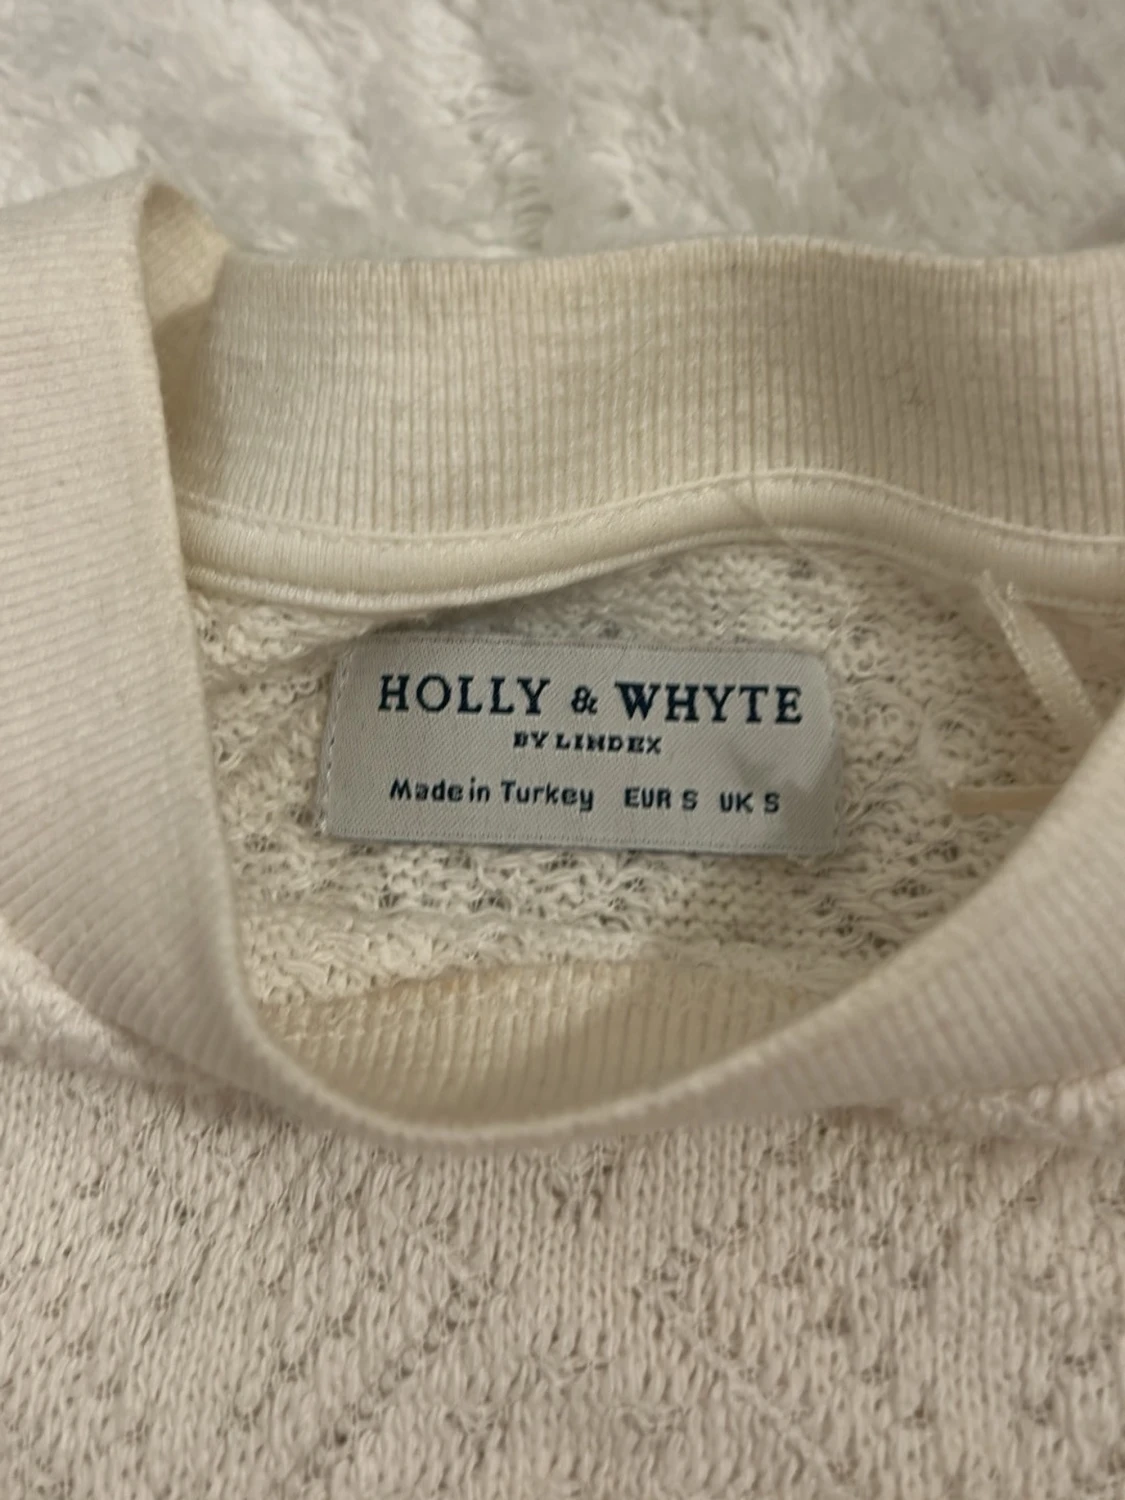 HOLLY & WHYTE
BY LINDEX
Made in Turkey EUR S UK S